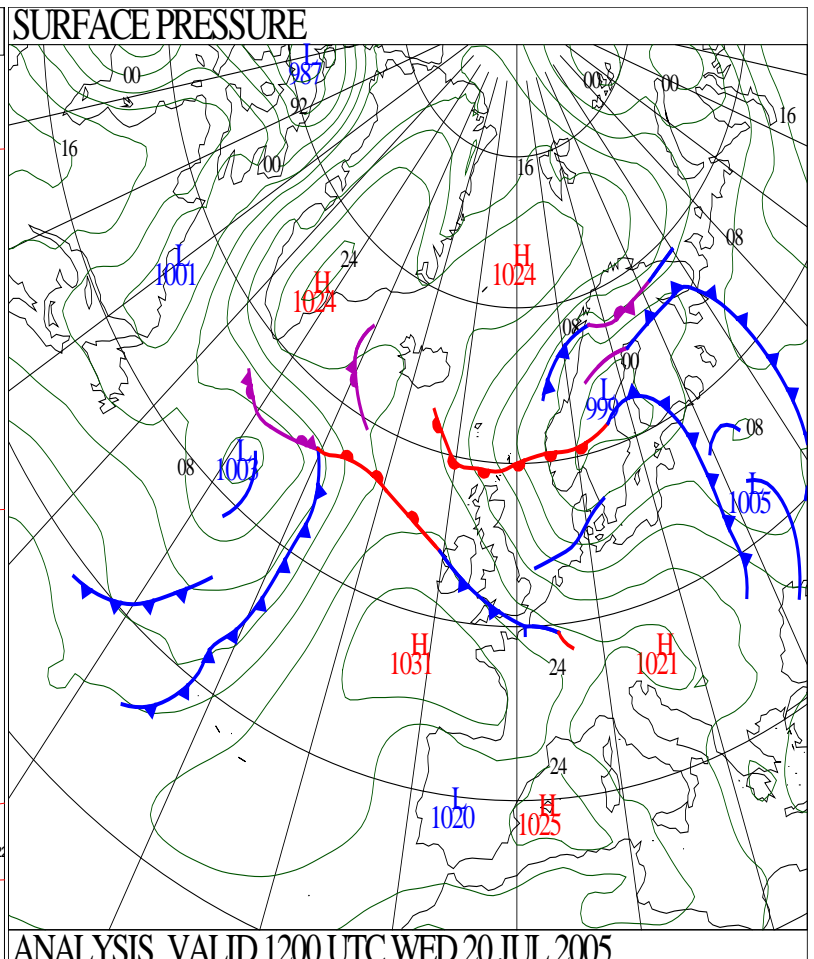 SURFACE PRESSURE
L
987
00
92
00
00
16
16
00
16
08
L
1001
24
H
1024
H
1024
08
00
L
999
08
L
1003
08
L
1005
H
1031
24
H
1021
24
L
1020
H
1025
ANALYSIS VALID 1200 UTC WED 20 JUL 2005